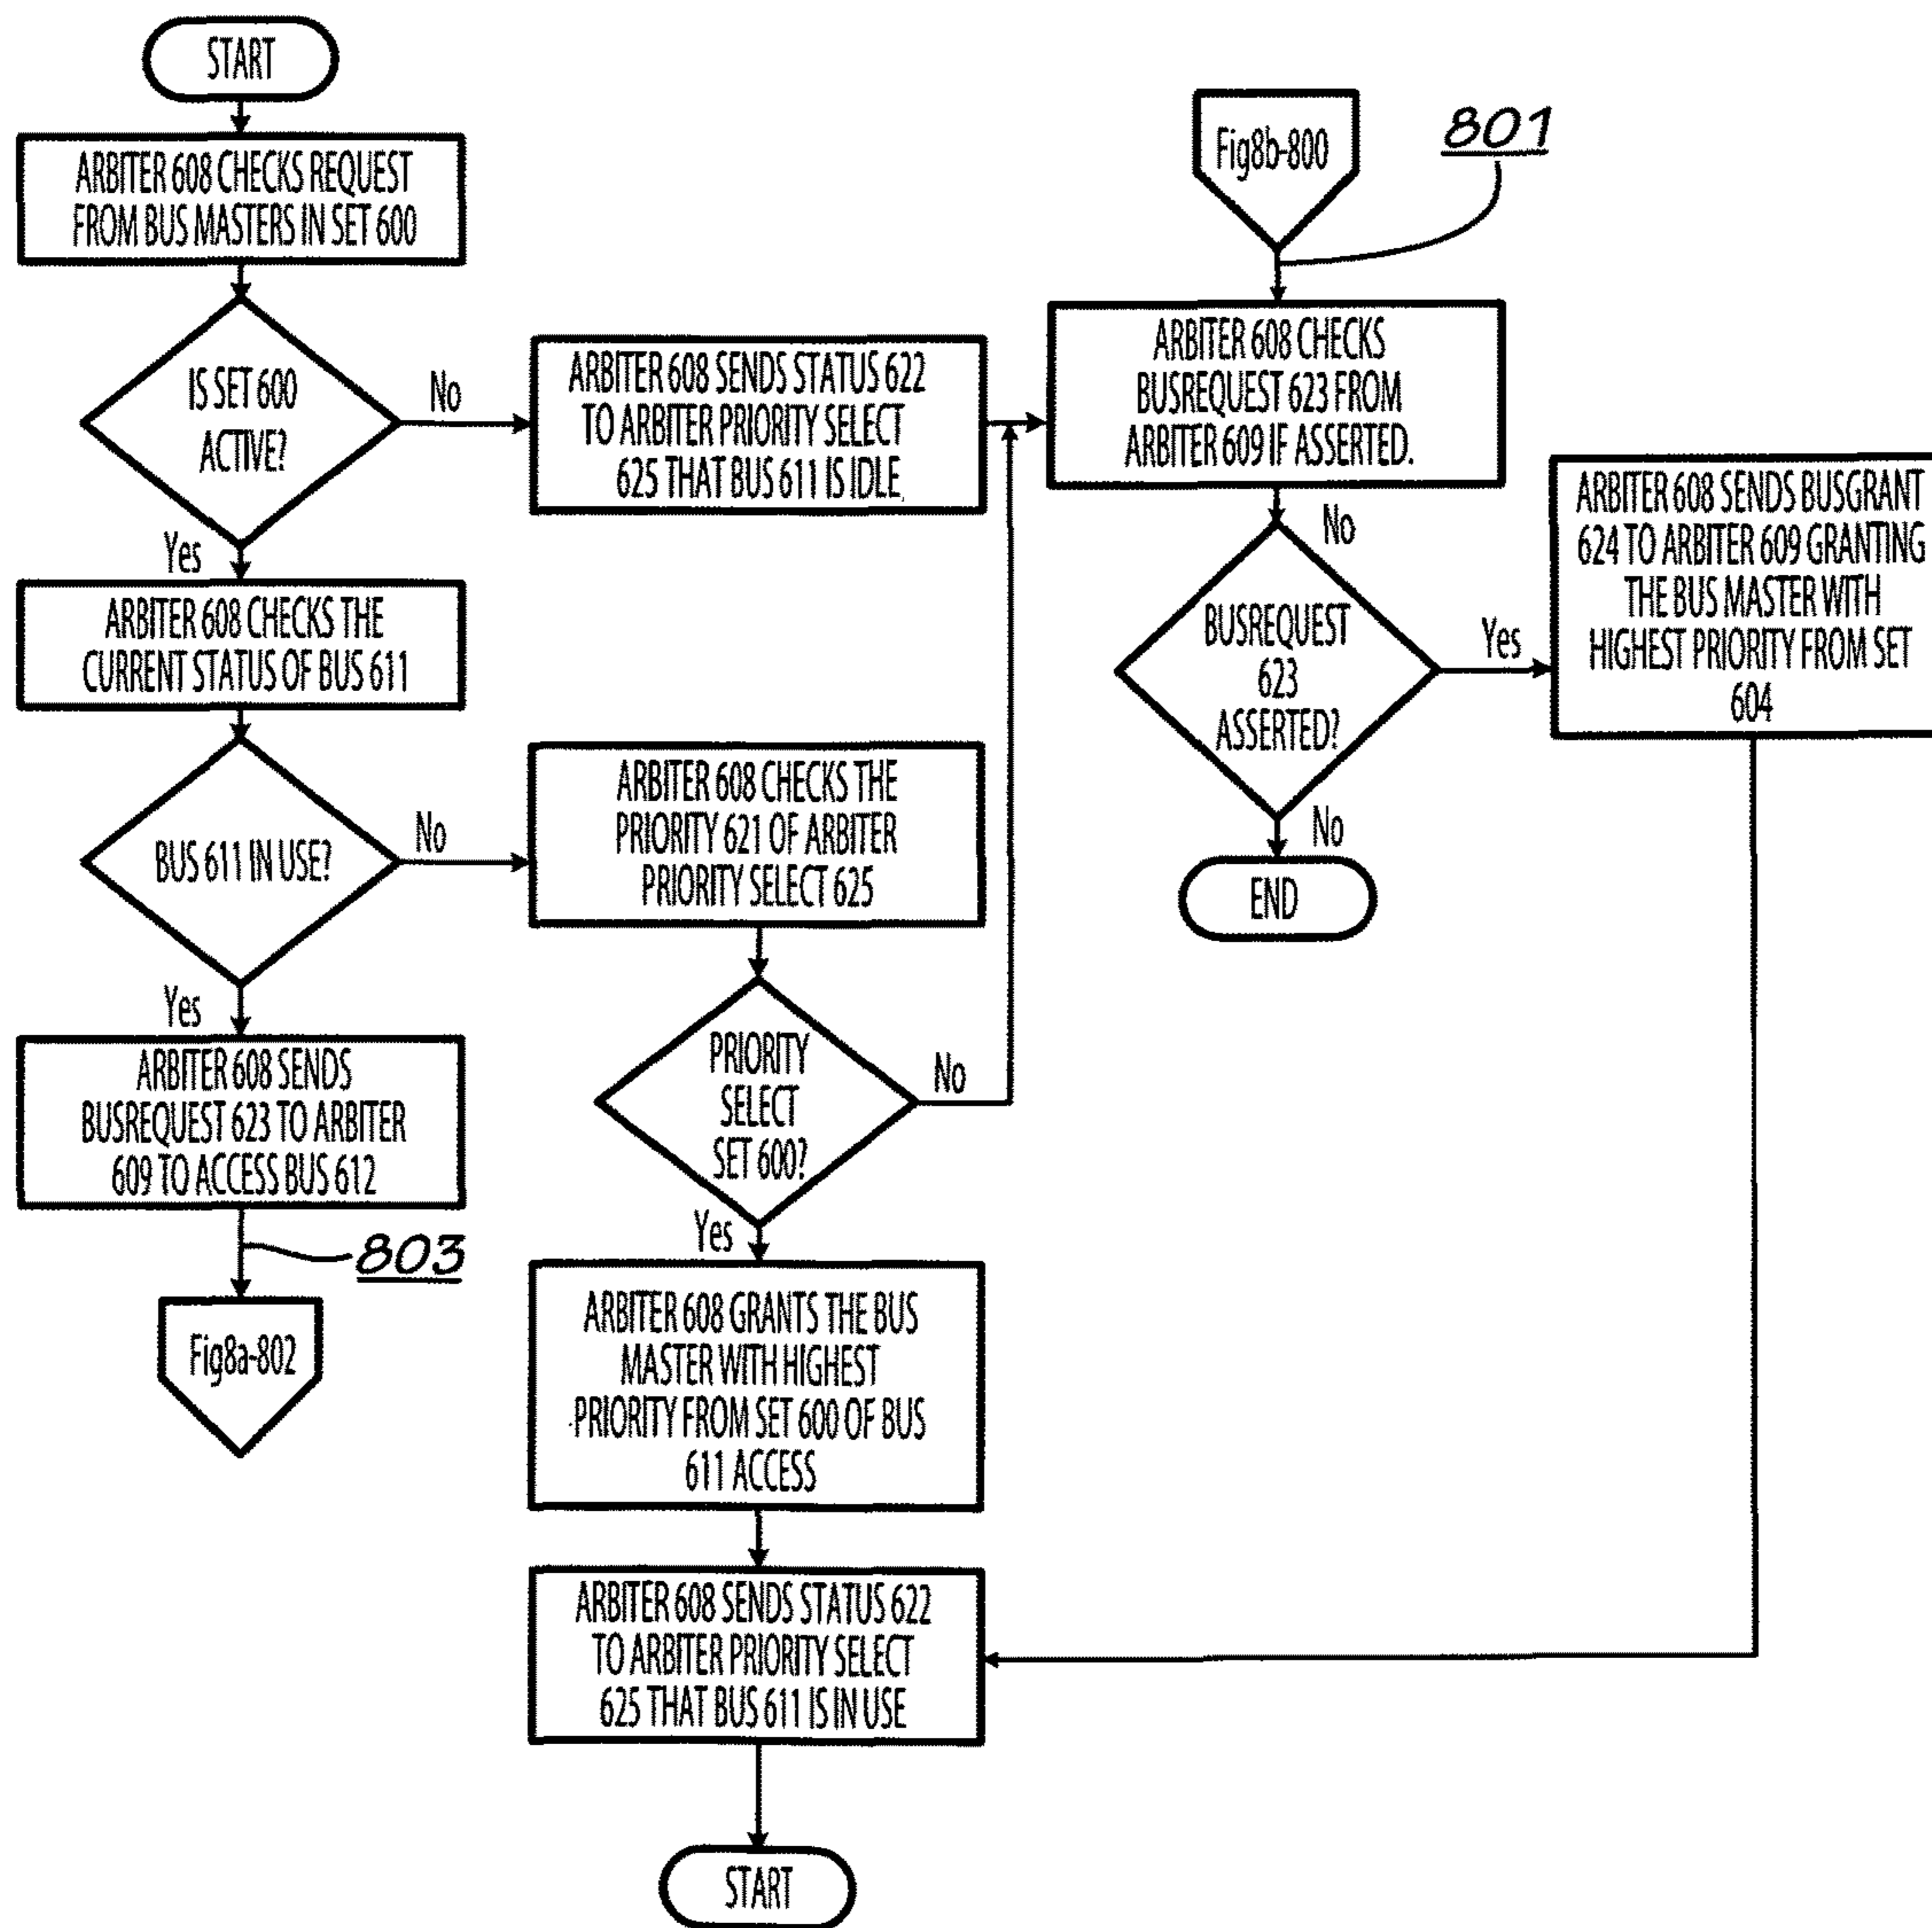 START
ARBITER 608 CHECKS REQUEST
FROM BUS MASTERS IN SET 600
IS SET 600
ACTIVE?
No
Yes
ARBITER 608 SENDS STATUS 622
TO ARBITER PRIORITY SELECT
625 THAT BUS 611 IS IDLE
ARBITER 608 CHECKS THE
CURRENT STATUS OF BUS 611
BUS 611 IN USE?
No
Yes
ARBITER 608 SENDS
BUSREQUEST 623 TO ARBITER
609 TO ACCESS BUS 612
803
Fig8a-802
ARBITER 608 CHECKS THE
PRIORITY 621 OF ARBITER
PRIORITY SELECT 625
PRIORITY
SELECT
SET 600?
No
Yes
ARBITER 608 GRANTS THE BUS
MASTER WITH HIGHEST
PRIORITY FROM SET 600 OF BUS
611 ACCESS
ARBITER 608 SENDS STATUS 622
TO ARBITER PRIORITY SELECT
625 THAT BUS 611 IS IN USE
START
Fig8b-800
801
ARBITER 608 CHECKS
BUSREQUEST 623 FROM
ARBITER 609 IF ASSERTED.
No
BUSREQUEST
623
ASSERTED?
Yes
No
END
ARBITER 608 SENDS BUSGRANT
624 TO ARBITER 609 GRANTING
THE BUS MASTER WITH
HIGHEST PRIORITY FROM SET
604